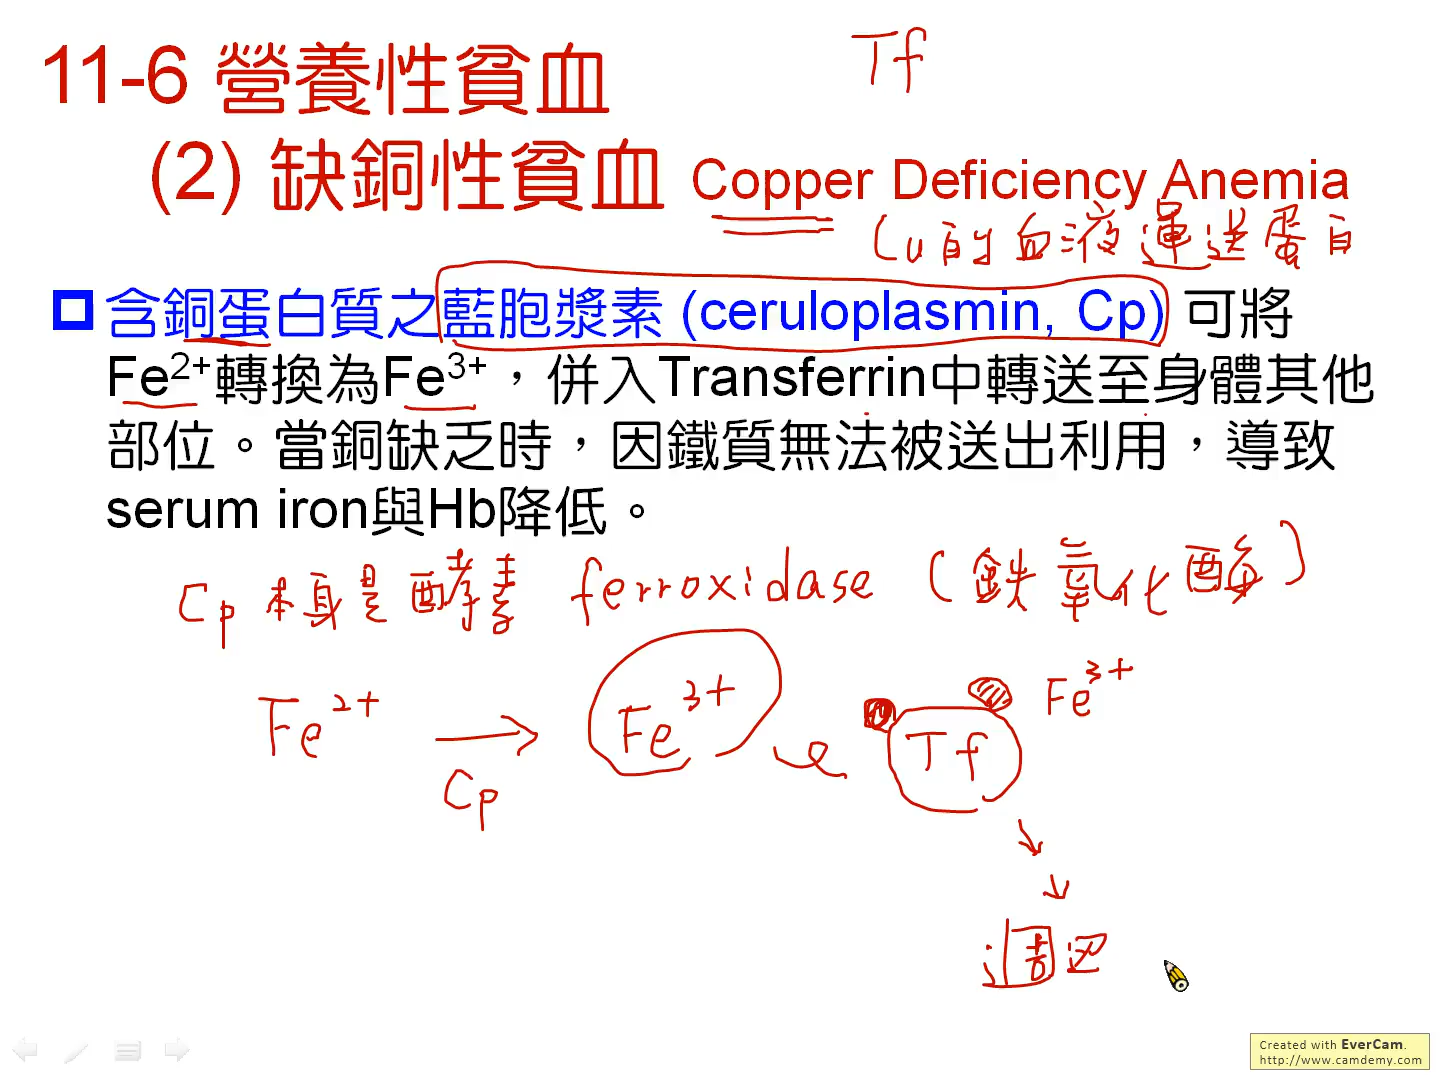 Tf
11-6 營養性貧血
(2) 缺銅性貧血 Copper Deficiency Anemia
Cu的血液運送蛋白
含銅蛋白質之藍胞漿素 (ceruloplasmin, Cp) 可將
Fe2+轉換為Fe3+，併入Transferrin中轉送至身體其他
部位。當銅缺乏時，因鐵質無法被送出利用，導致
serum iron與Hb降低。
Cp 本身是酵素 ferroxidase (鉄氧化酶)
Fe2+ → Fe3+ Tf Fe3+
Cp
週边
Created with EverCam.
http://www.camdemy.com